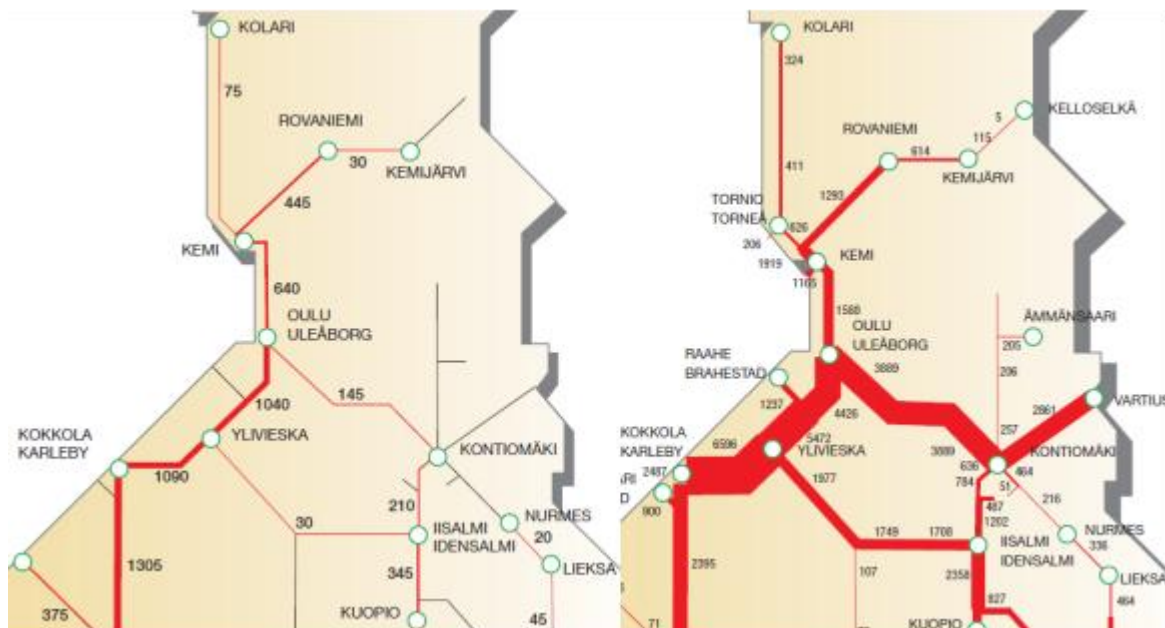 KOLARI
75
ROVANIEMI
30
KEMIJÄRVI
445
KEMI
640
OULU
ULEÅBORG
145
1040
KOKKOLA
KARLEBY
YLIVIESKA
1090
KONTIOMÄKI
210
NURMES
30
IISALMI
IDENSALMI
20
LIEKSA
1305
345
375
KUOPIO
45
KOLARI
324
KELLOSELKÄ
5
ROVANIEMI
115
614
KEMIJÄRVI
411
1293
TORNIO
TORNEÅ
626
206
KEMI
1919
1165
1588
OULU
ULEÅBORG
ÄMMÄNSAARI
205
RAAHE
BRAHESTAD
3889
296
VARTIUS
1237
4426
2861
KOKKOLA
KARLEBY
6596
5472
YLIVIESKA
257
3889
KONTIOMÄKI
2487
636
464
ARI
D
784
51
1977
900
487
216
1202
NURMES
1749
1708
IISALMI
IDENSALMI
336
2395
107
2358
LIEKSA
827
464
71
KUOPIO